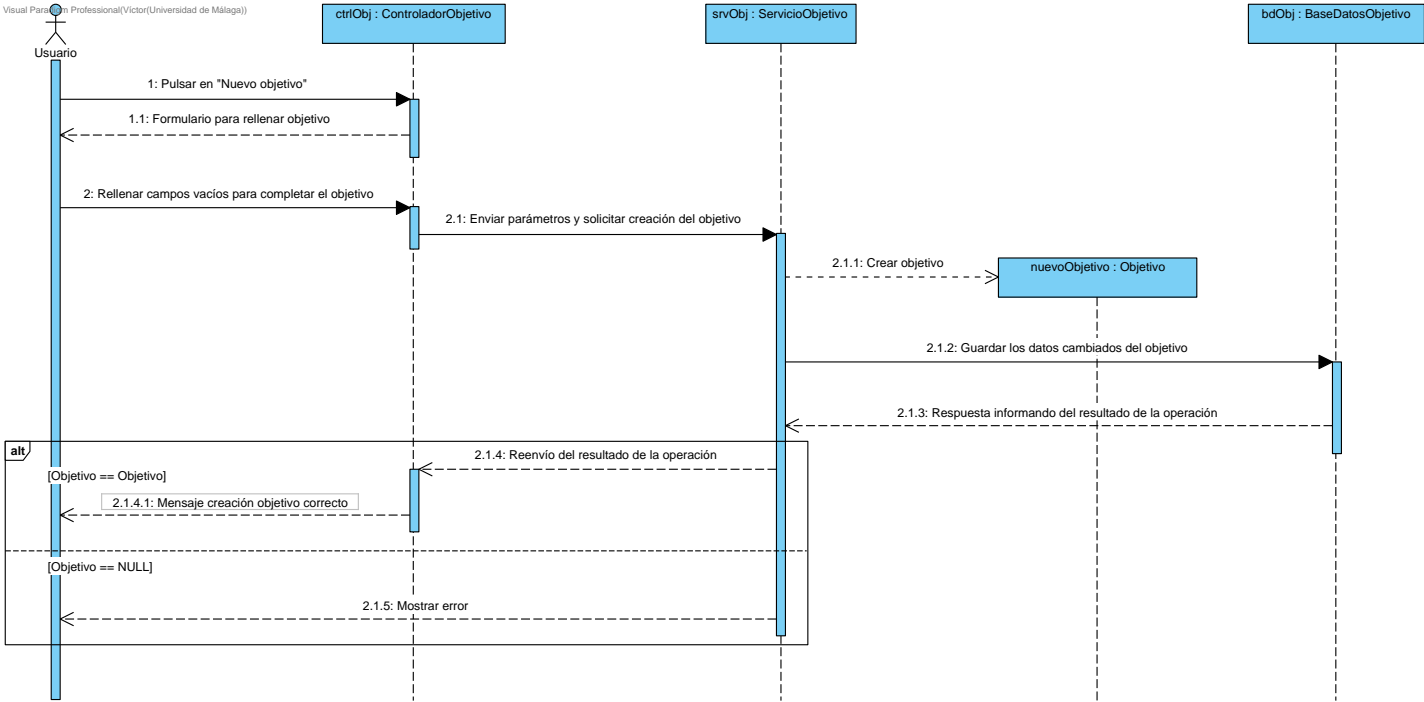 Visual Paradigm Professional(Víctor(Universidad de Málaga))
Usuario
ctrlObj : ControladorObjetivo
srvObj : ServicioObjetivo
bdObj : BaseDatosObjetivo
1: Pulsar en "Nuevo objetivo"
1.1: Formulario para rellenar objetivo
2: Rellenar campos vacíos para completar el objetivo
2.1: Enviar parámetros y solicitar creación del objetivo
2.1.1: Crear objetivo
nuevoObjetivo : Objetivo
2.1.2: Guardar los datos cambiados del objetivo
2.1.3: Respuesta informando del resultado de la operación
alt
2.1.4: Reenvío del resultado de la operación
[Objetivo == Objetivo]
2.1.4.1: Mensaje creación objetivo correcto
[Objetivo == NULL]
2.1.5: Mostrar error